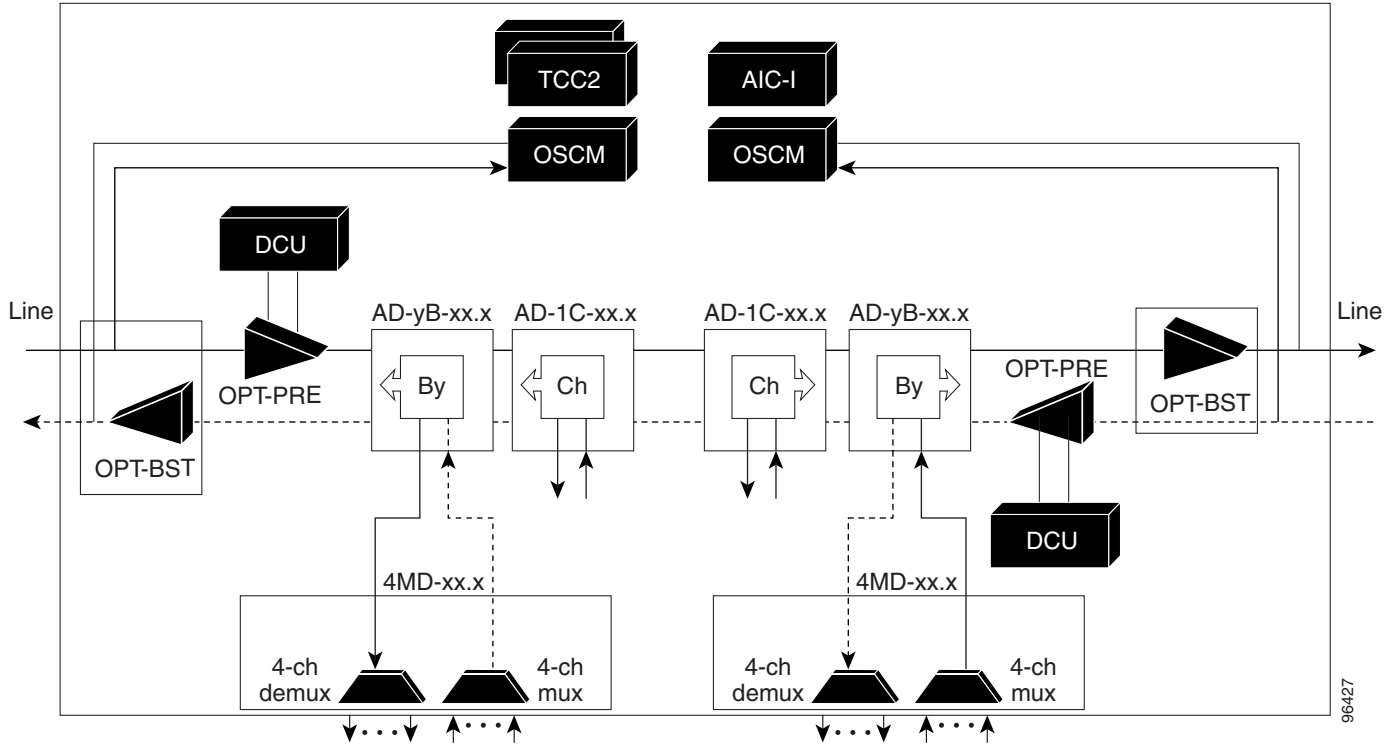 TCC2
AIC-I
OSCM
OSCM
DCU
Line
AD-yB-xx.x
AD-1C-xx.x
AD-1C-xx.x
AD-yB-xx.x
Line
OPT-PRE
By
Ch
Ch
By
OPT-PRE
OPT-BST
OPT-BST
DCU
4MD-xx.x
4MD-xx.x
4-ch
demux
4-ch
mux
4-ch
demux
4-ch
mux
96427